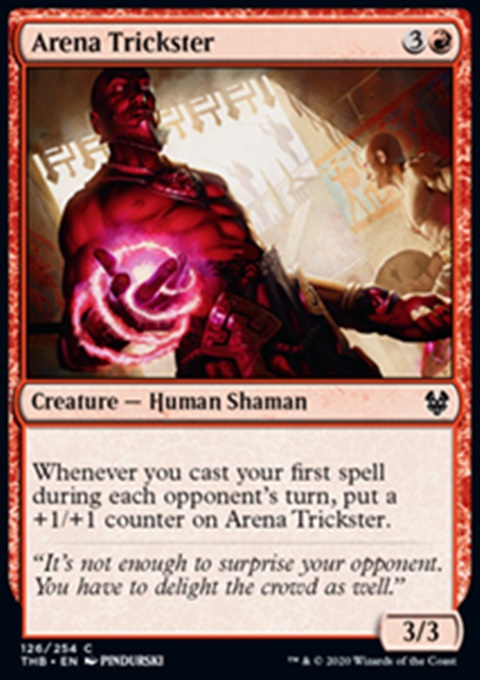 Arena Trickster
3
Creature — Human Shaman
Whenever you cast your first spell
during each opponent's turn, put a
+1/+1 counter on Arena Trickster.
"It's not enough to surprise your opponent.
You have to delight the crowd as well."
3/3
126/254 C
THB • EN PINDURSKI
™ & © 2020 Wizards of the Coast